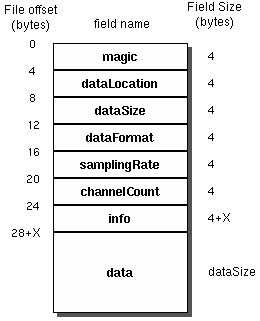 File offset
(bytes)
field name
Field Size
(bytes)
0
magic
4
4
dataLocation
4
8
dataSize
4
12
dataFormat
4
16
samplingRate
4
20
channelCount
4
24
info
4+X
28+X
data
dataSize